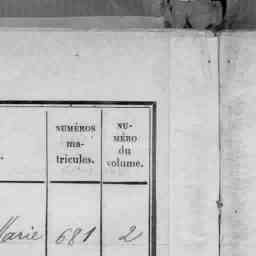 NUMÉROS
ma-
tricules.
NU-
MÉRO
du
volume.
Marie 681 2